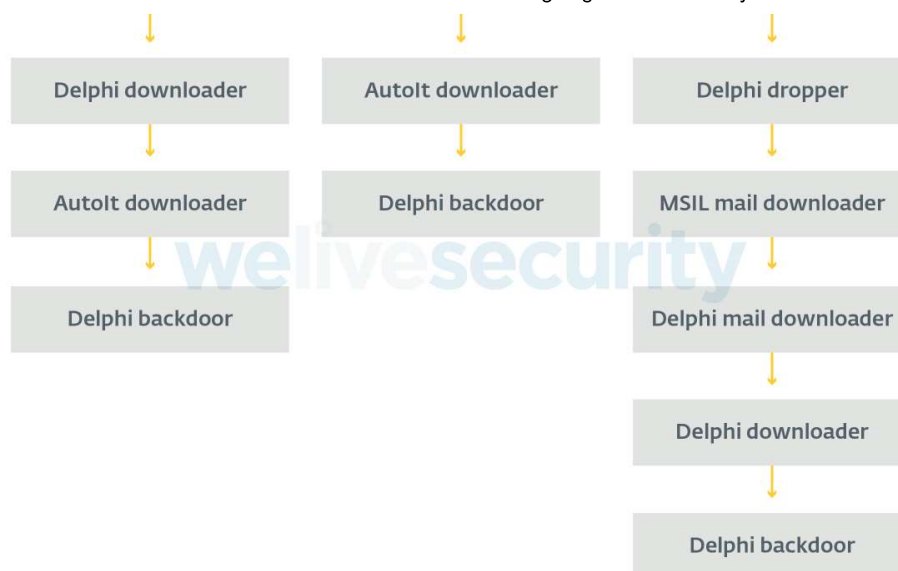 Delphi downloader
AutoIt downloader
Delphi dropper
AutoIt downloader
Delphi backdoor
MSIL mail downloader
welivesecurity
Delphi backdoor
Delphi mail downloader
Delphi downloader
Delphi backdoor